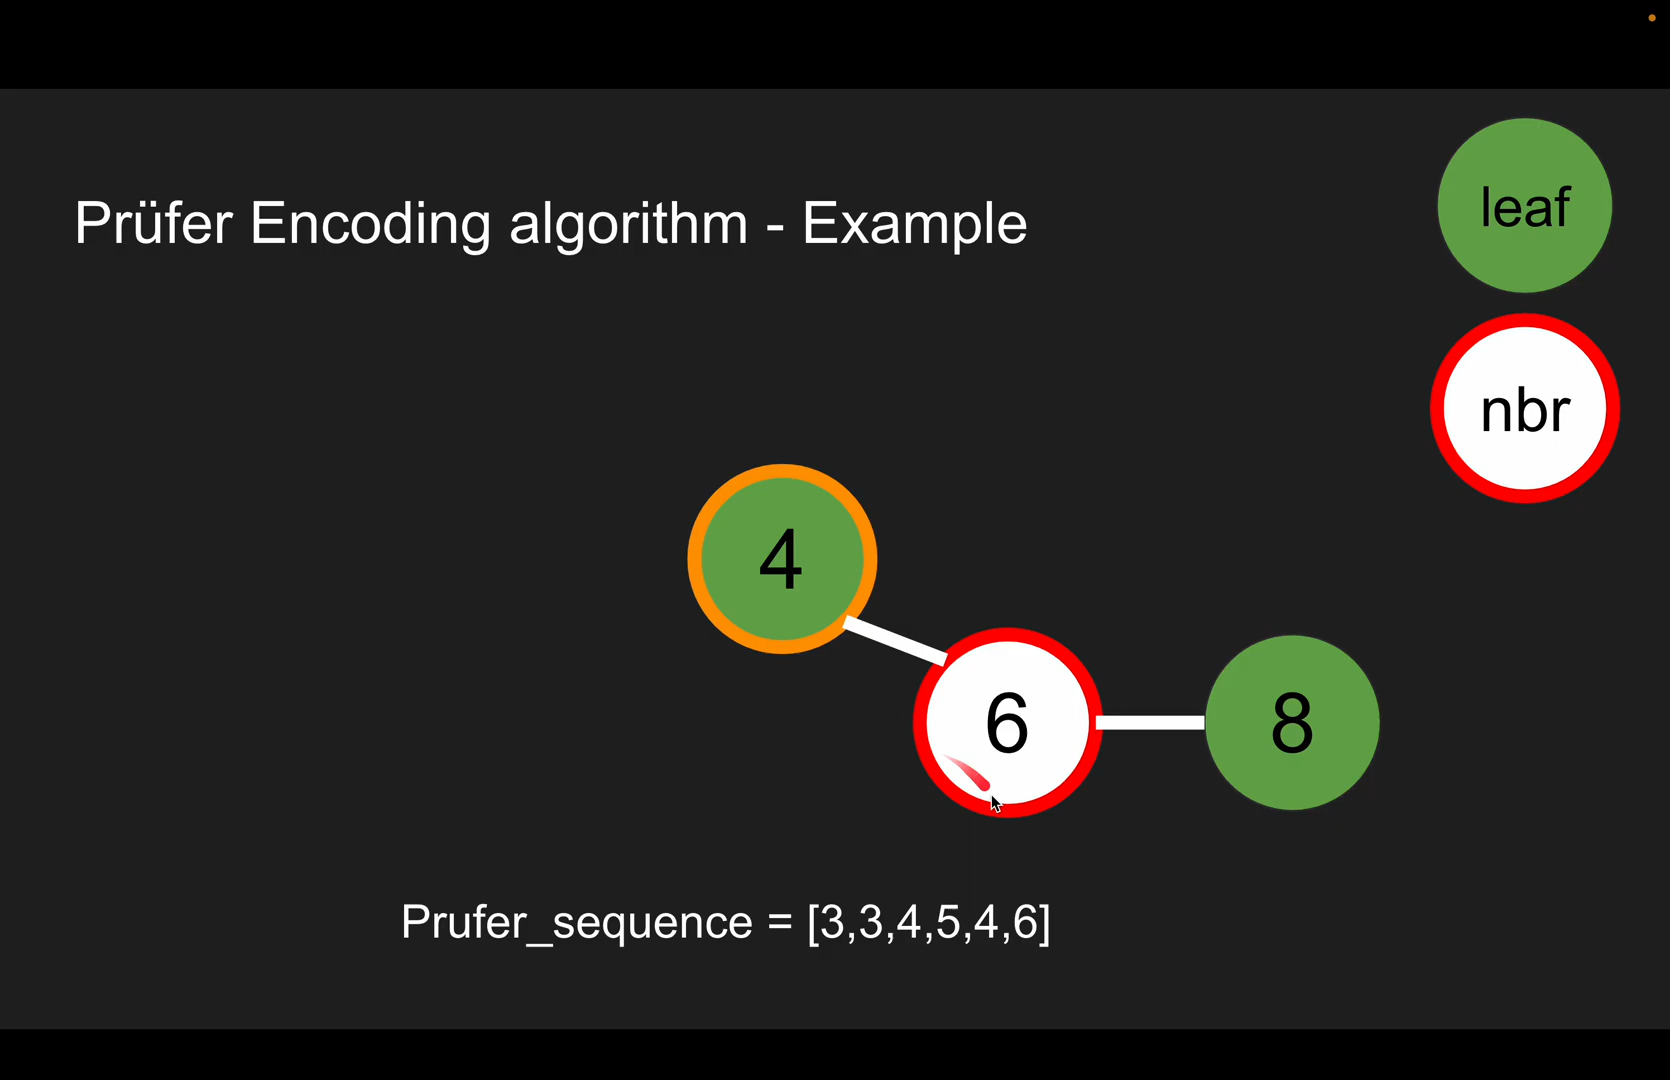 Prüfer Encoding algorithm - Example
leaf
nbr
4
6
8
Prufer_sequence = [3,3,4,5,4,6]